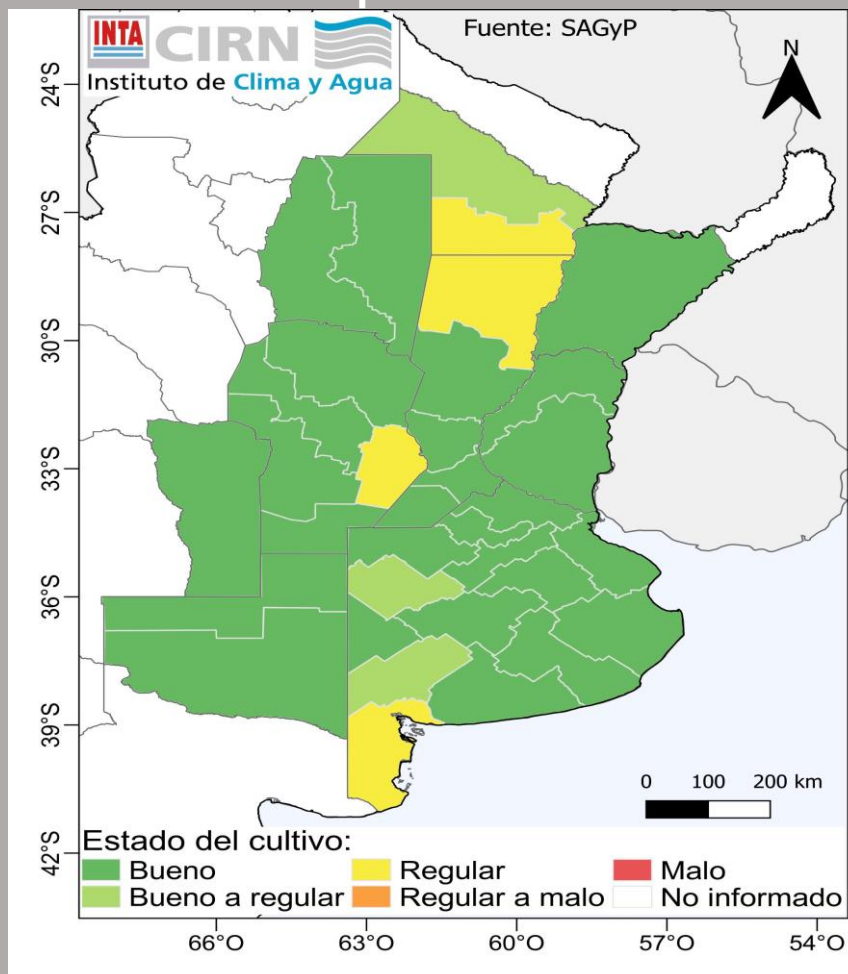 INTA CIRN
Instituto de Clima y Agua
Fuente: SAGyP
N
24°S
27°S
30°S
33°S
36°S
39°S
42°S
0 100 200 km
Estado del cultivo:
Bueno Regular Malo
Bueno a regular Regular a malo No informado
66°O 63°O 60°O 57°O 54°O